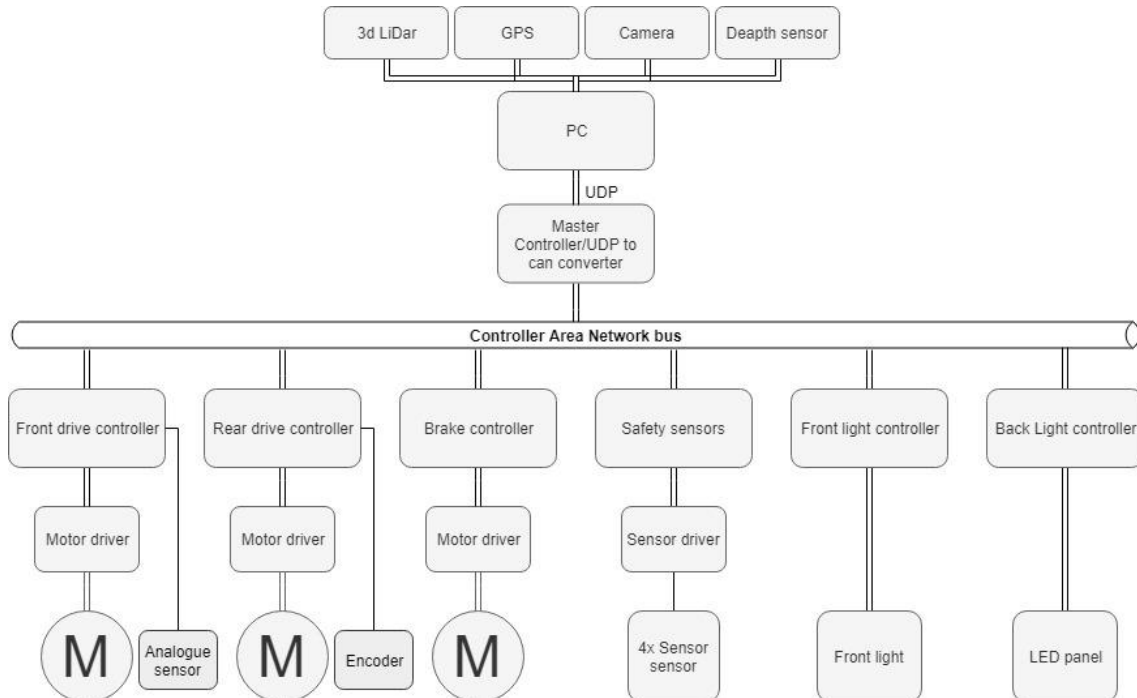 3d LiDar
GPS
Camera
Deapth sensor
PC
UDP
Master
Controller/UDP to
can converter
Controller Area Network bus
Front drive controller
Rear drive controller
Brake controller
Safety sensors
Front light controller
Back Light controller
Motor driver
Motor driver
Motor driver
Sensor driver
M
Analogue
sensor
M
Encoder
M
4x Sensor
sensor
Front light
LED panel